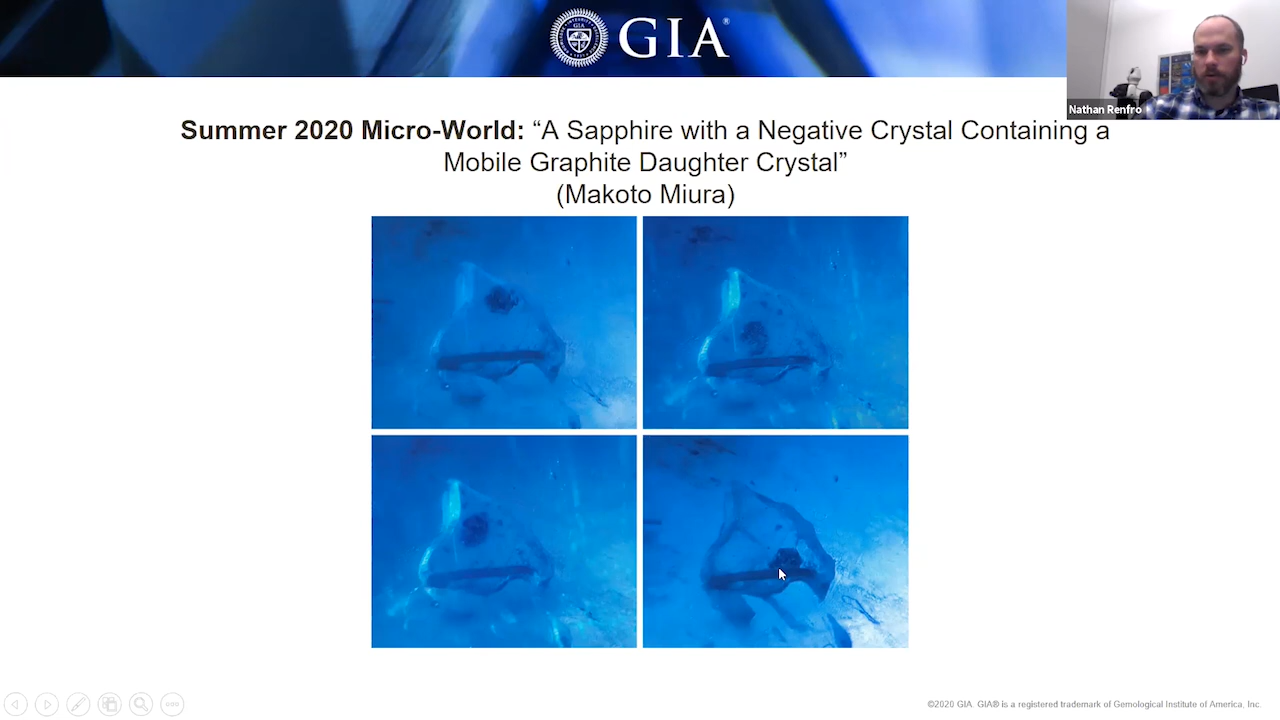 GIA®
Nathan Renfro
Summer 2020 Micro-World: “A Sapphire with a Negative Crystal Containing a
Mobile Graphite Daughter Crystal”
(Makoto Miura)
©2020 GIA. GIA® is a registered trademark of Gemological Institute of America, Inc.